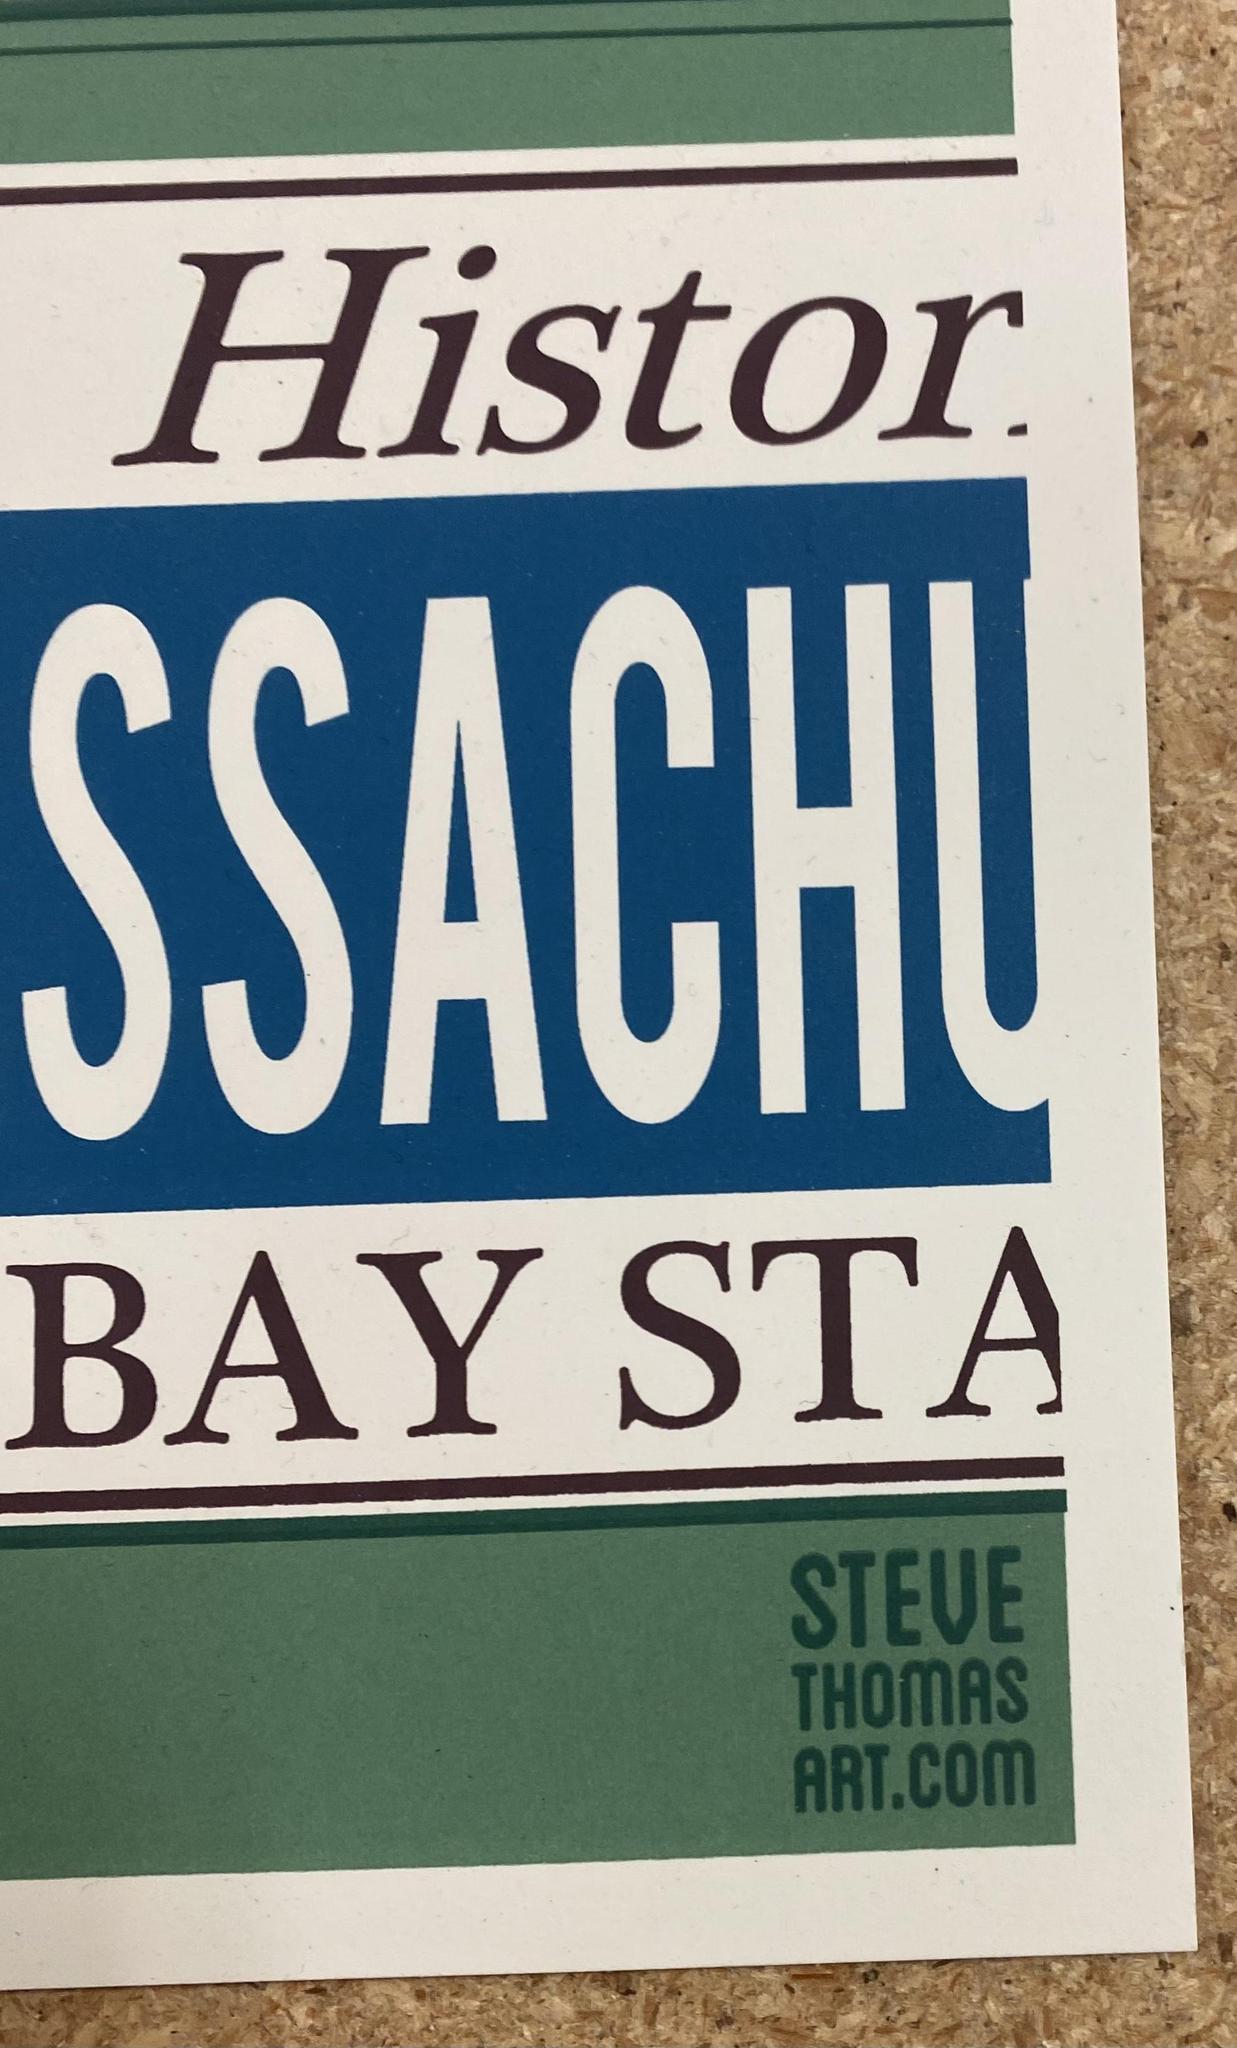 Histor
SSACHU
BAY STA
STEVE
THOMAS
ART.COM